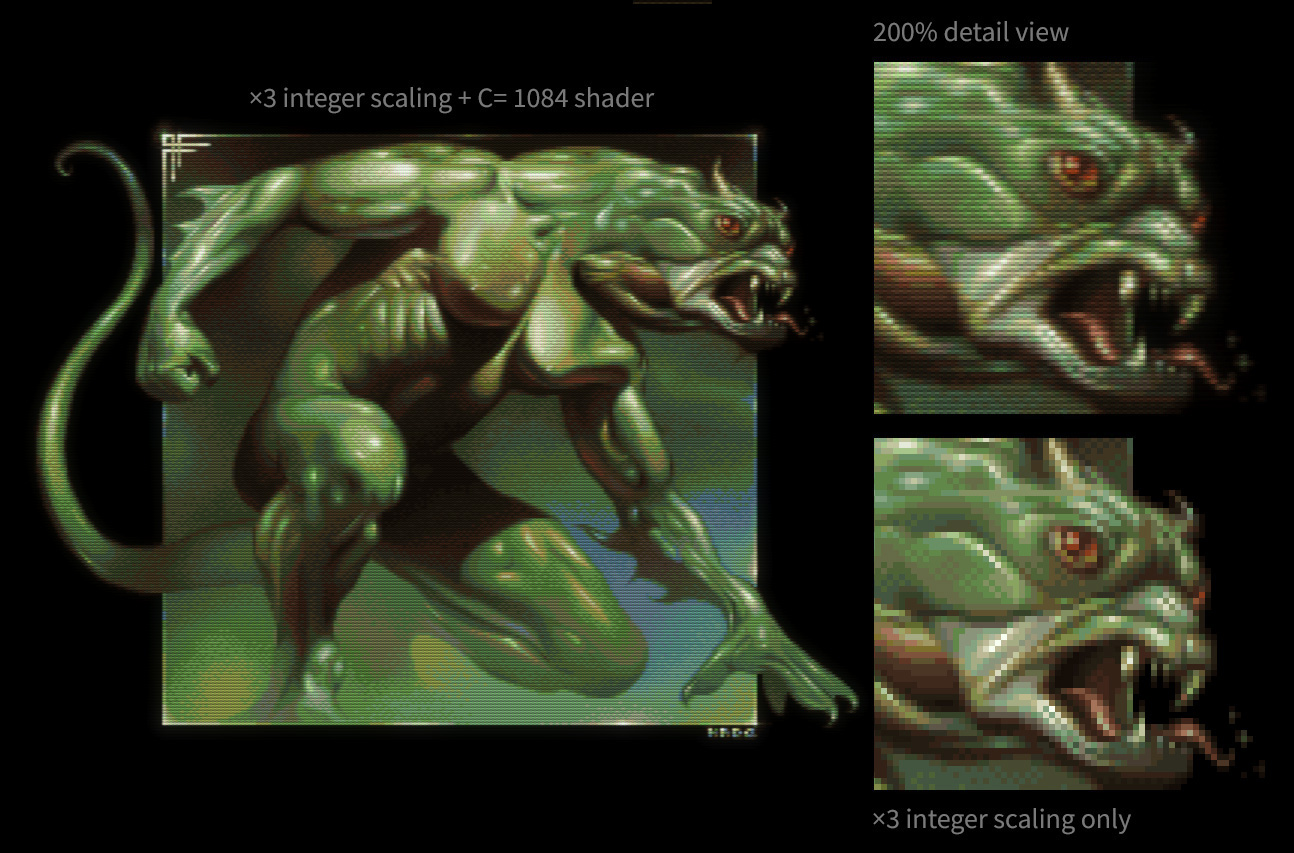 200% detail view
×3 integer scaling + C= 1084 shader
×3 integer scaling only